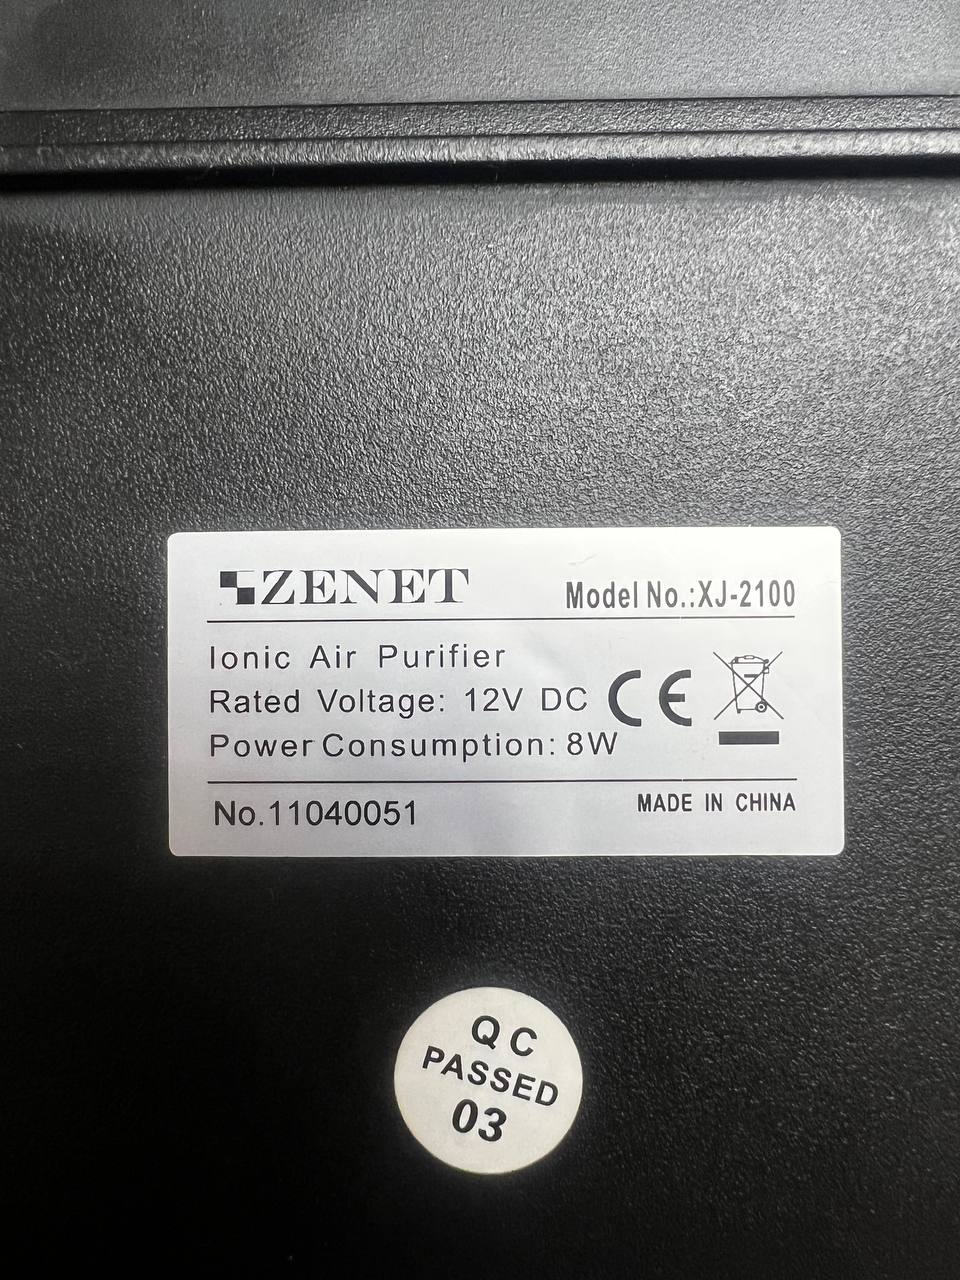 ZENET
Model No.:XJ-2100
Ionic Air Purifier
Rated Voltage: 12V DC
CE
Power Consumption: 8W
No.11040051
MADE IN CHINA
QC
PASSED
03